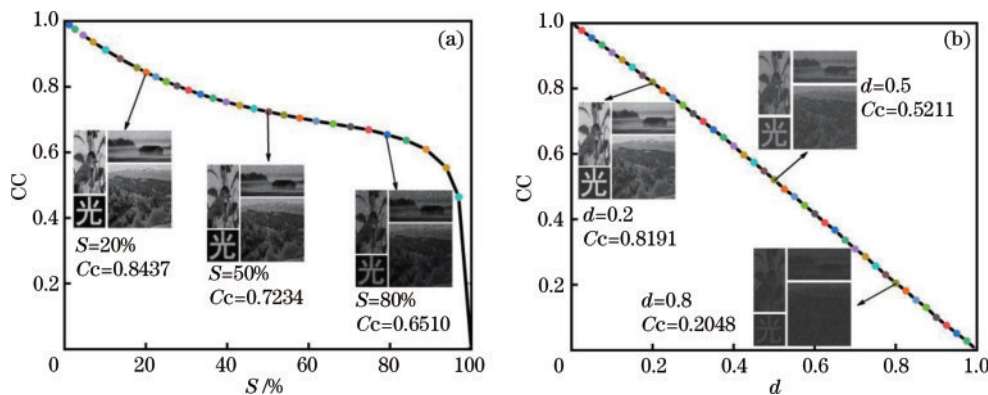 (a)
CC
1.0
0.8
0.6
0.4
0.2
0
20
40
60
80
100
S/%
光
S=20%
Cc=0.8437
光
S=50%
Cc=0.7234
光
S=80%
Cc=0.6510
(b)
CC
1.0
0.8
0.6
0.4
0.2
0
0.2
0.4
0.6
0.8
1.0
d
光
d=0.2
Cc=0.8191
光
d=0.5
Cc=0.5211
光
d=0.8
Cc=0.2048